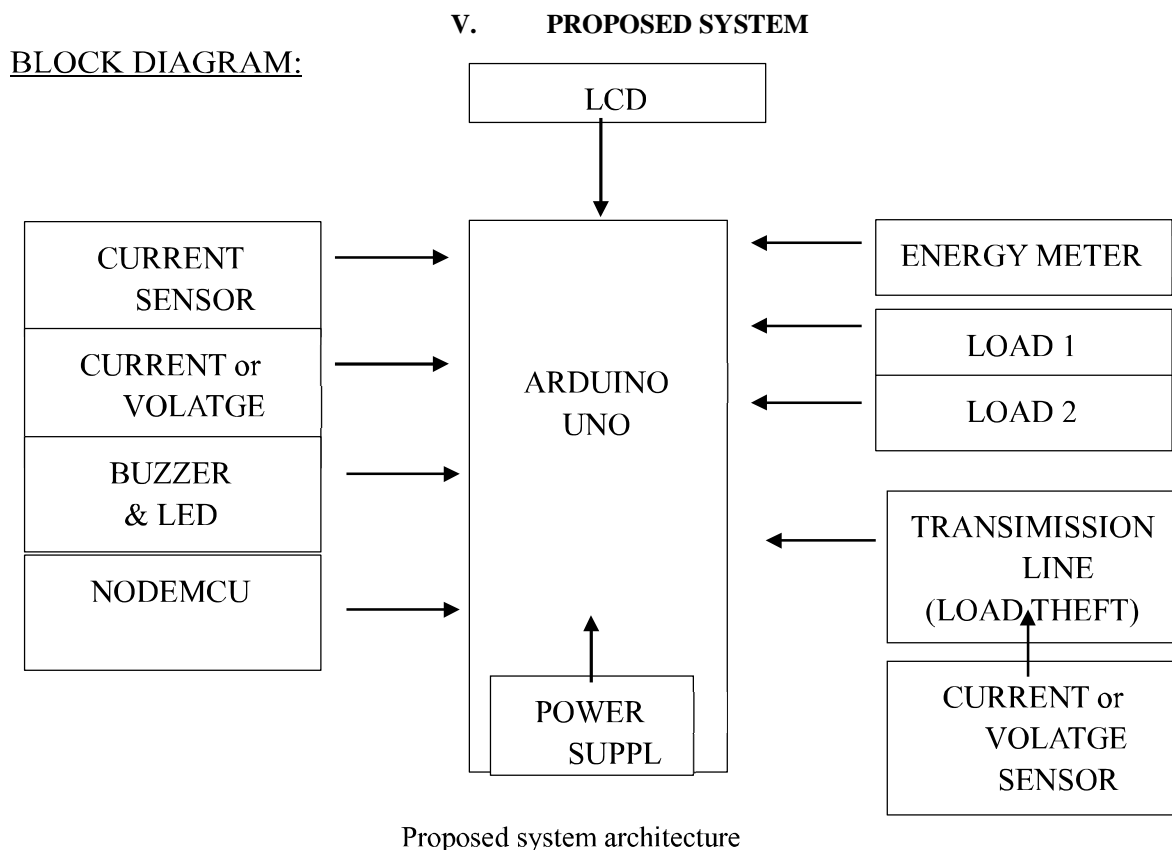 V. PROPOSED SYSTEM
BLOCK DIAGRAM:
LCD
CURRENT
SENSOR
CURRENT or
VOLATGE
BUZZER
& LED
NODEMCU
ARDUINO
UNO
POWER
SUPPL
ENERGY METER
LOAD 1
LOAD 2
TRANSIMISSION
LINE
(LOAD THEFT)
CURRENT or
VOLATGE
SENSOR
Proposed system architecture